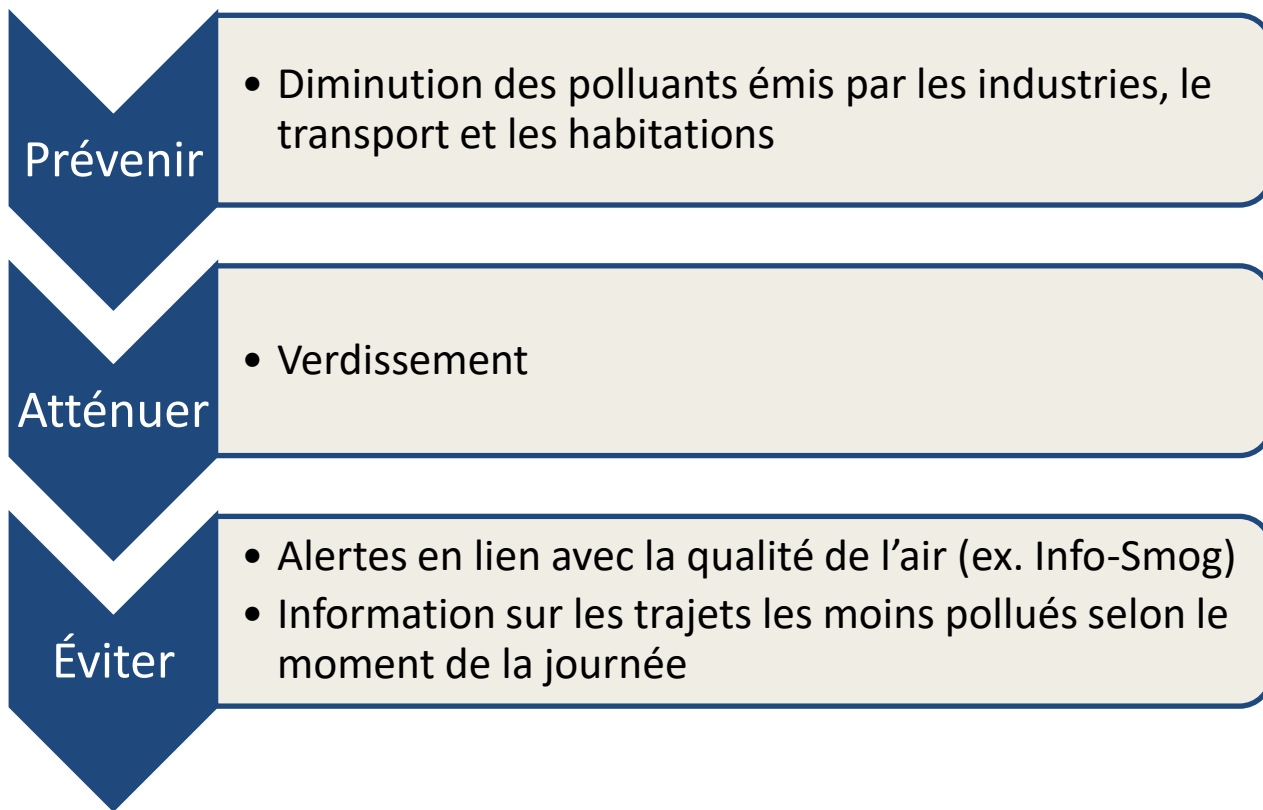 Prévenir
• Diminution des polluants émis par les industries, le
transport et les habitations
Atténuer
• Verdissement
Éviter
• Alertes en lien avec la qualité de l’air (ex. Info-Smog)
• Information sur les trajets les moins pollués selon le
moment de la journée